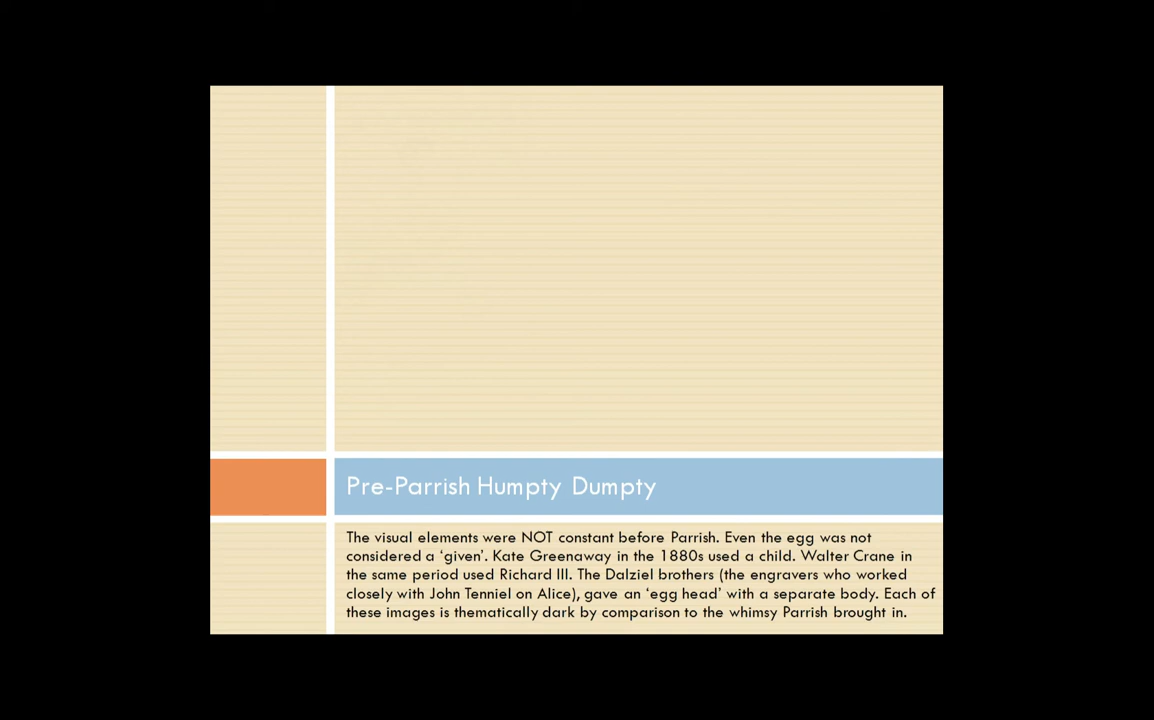 Pre-Parrish Humpty Dumpty
The visual elements were NOT constant before Parrish. Even the egg was not
considered a ‘given’. Kate Greenaway in the 1880s used a child. Walter Crane in
the same period used Richard III. The Dalziel brothers (the engravers who worked
closely with John Tenniel on Alice), gave an ‘egg head’ with a separate body. Each of
these images is thematically dark by comparison to the whimsy Parrish brought in.